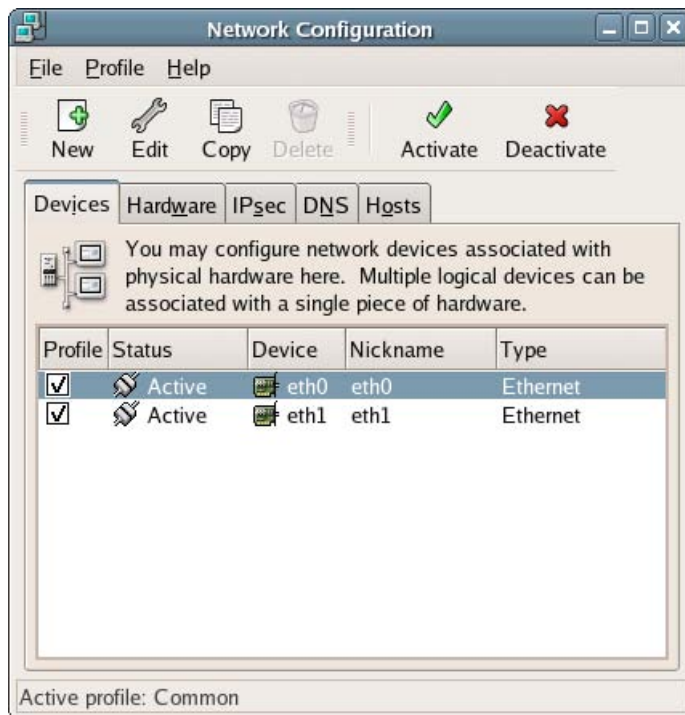 Network Configuration
File Profile Help
New Edit Copy Delete Activate Deactivate
Devices Hardware IPsec DNS Hosts
You may configure network devices associated with
physical hardware here. Multiple logical devices can be
associated with a single piece of hardware.
Profile Status Device Nickname Type
Active eth0 eth0 Ethernet
Active eth1 eth1 Ethernet
Active profile: Common